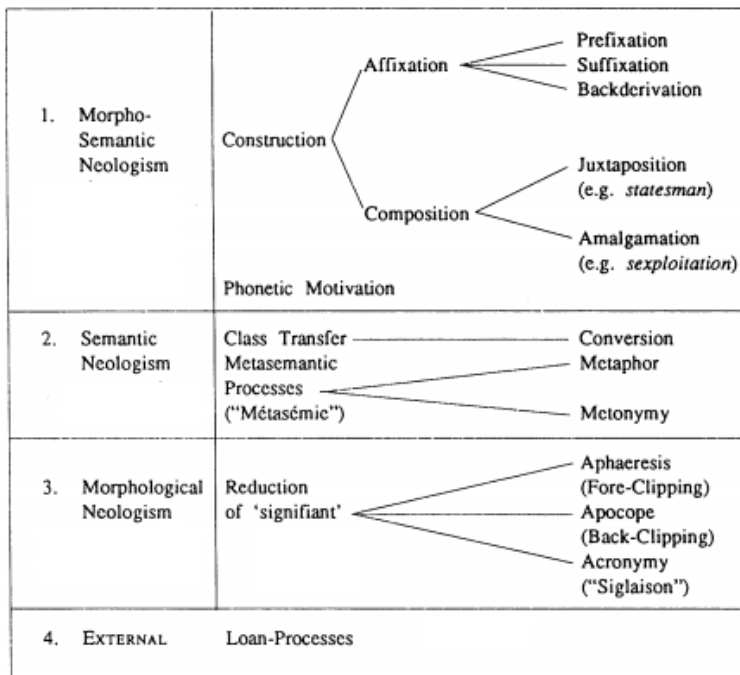 Prefixation
Affixation Suffixation
Backderivation
1. Morpho-
Semantic Construction
Neologism
Juxtaposition
(e.g. statesman)
Composition
Amalgamation
(e.g. sexploitation)
Phonetic Motivation
2. Semantic Class Transfer Conversion
Neologism Metasemantic Metaphor
Processes
("Métasémie") Metonymy
Aphaeresis
3. Morphological Reduction (Fore-Clipping)
Neologism of 'signifiant' Apocope
(Back-Clipping)
Acronymy
("Siglaison")
4. EXTERNAL Loan-Processes